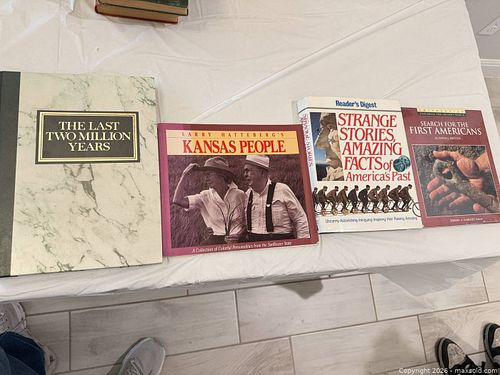 THE LAST
TWO MILLION
YEARS
LARRY HATTEBERG'S
KANSAS PEOPLE
A Collection of Colorful Personalities from the Sunflower State
Reader's Digest
STRANGE
STORIES,
AMAZING
FACTS of
America's Past
SEARCH FOR THE
FIRST AMERICANS
Copyright 2026 - maxsold.com